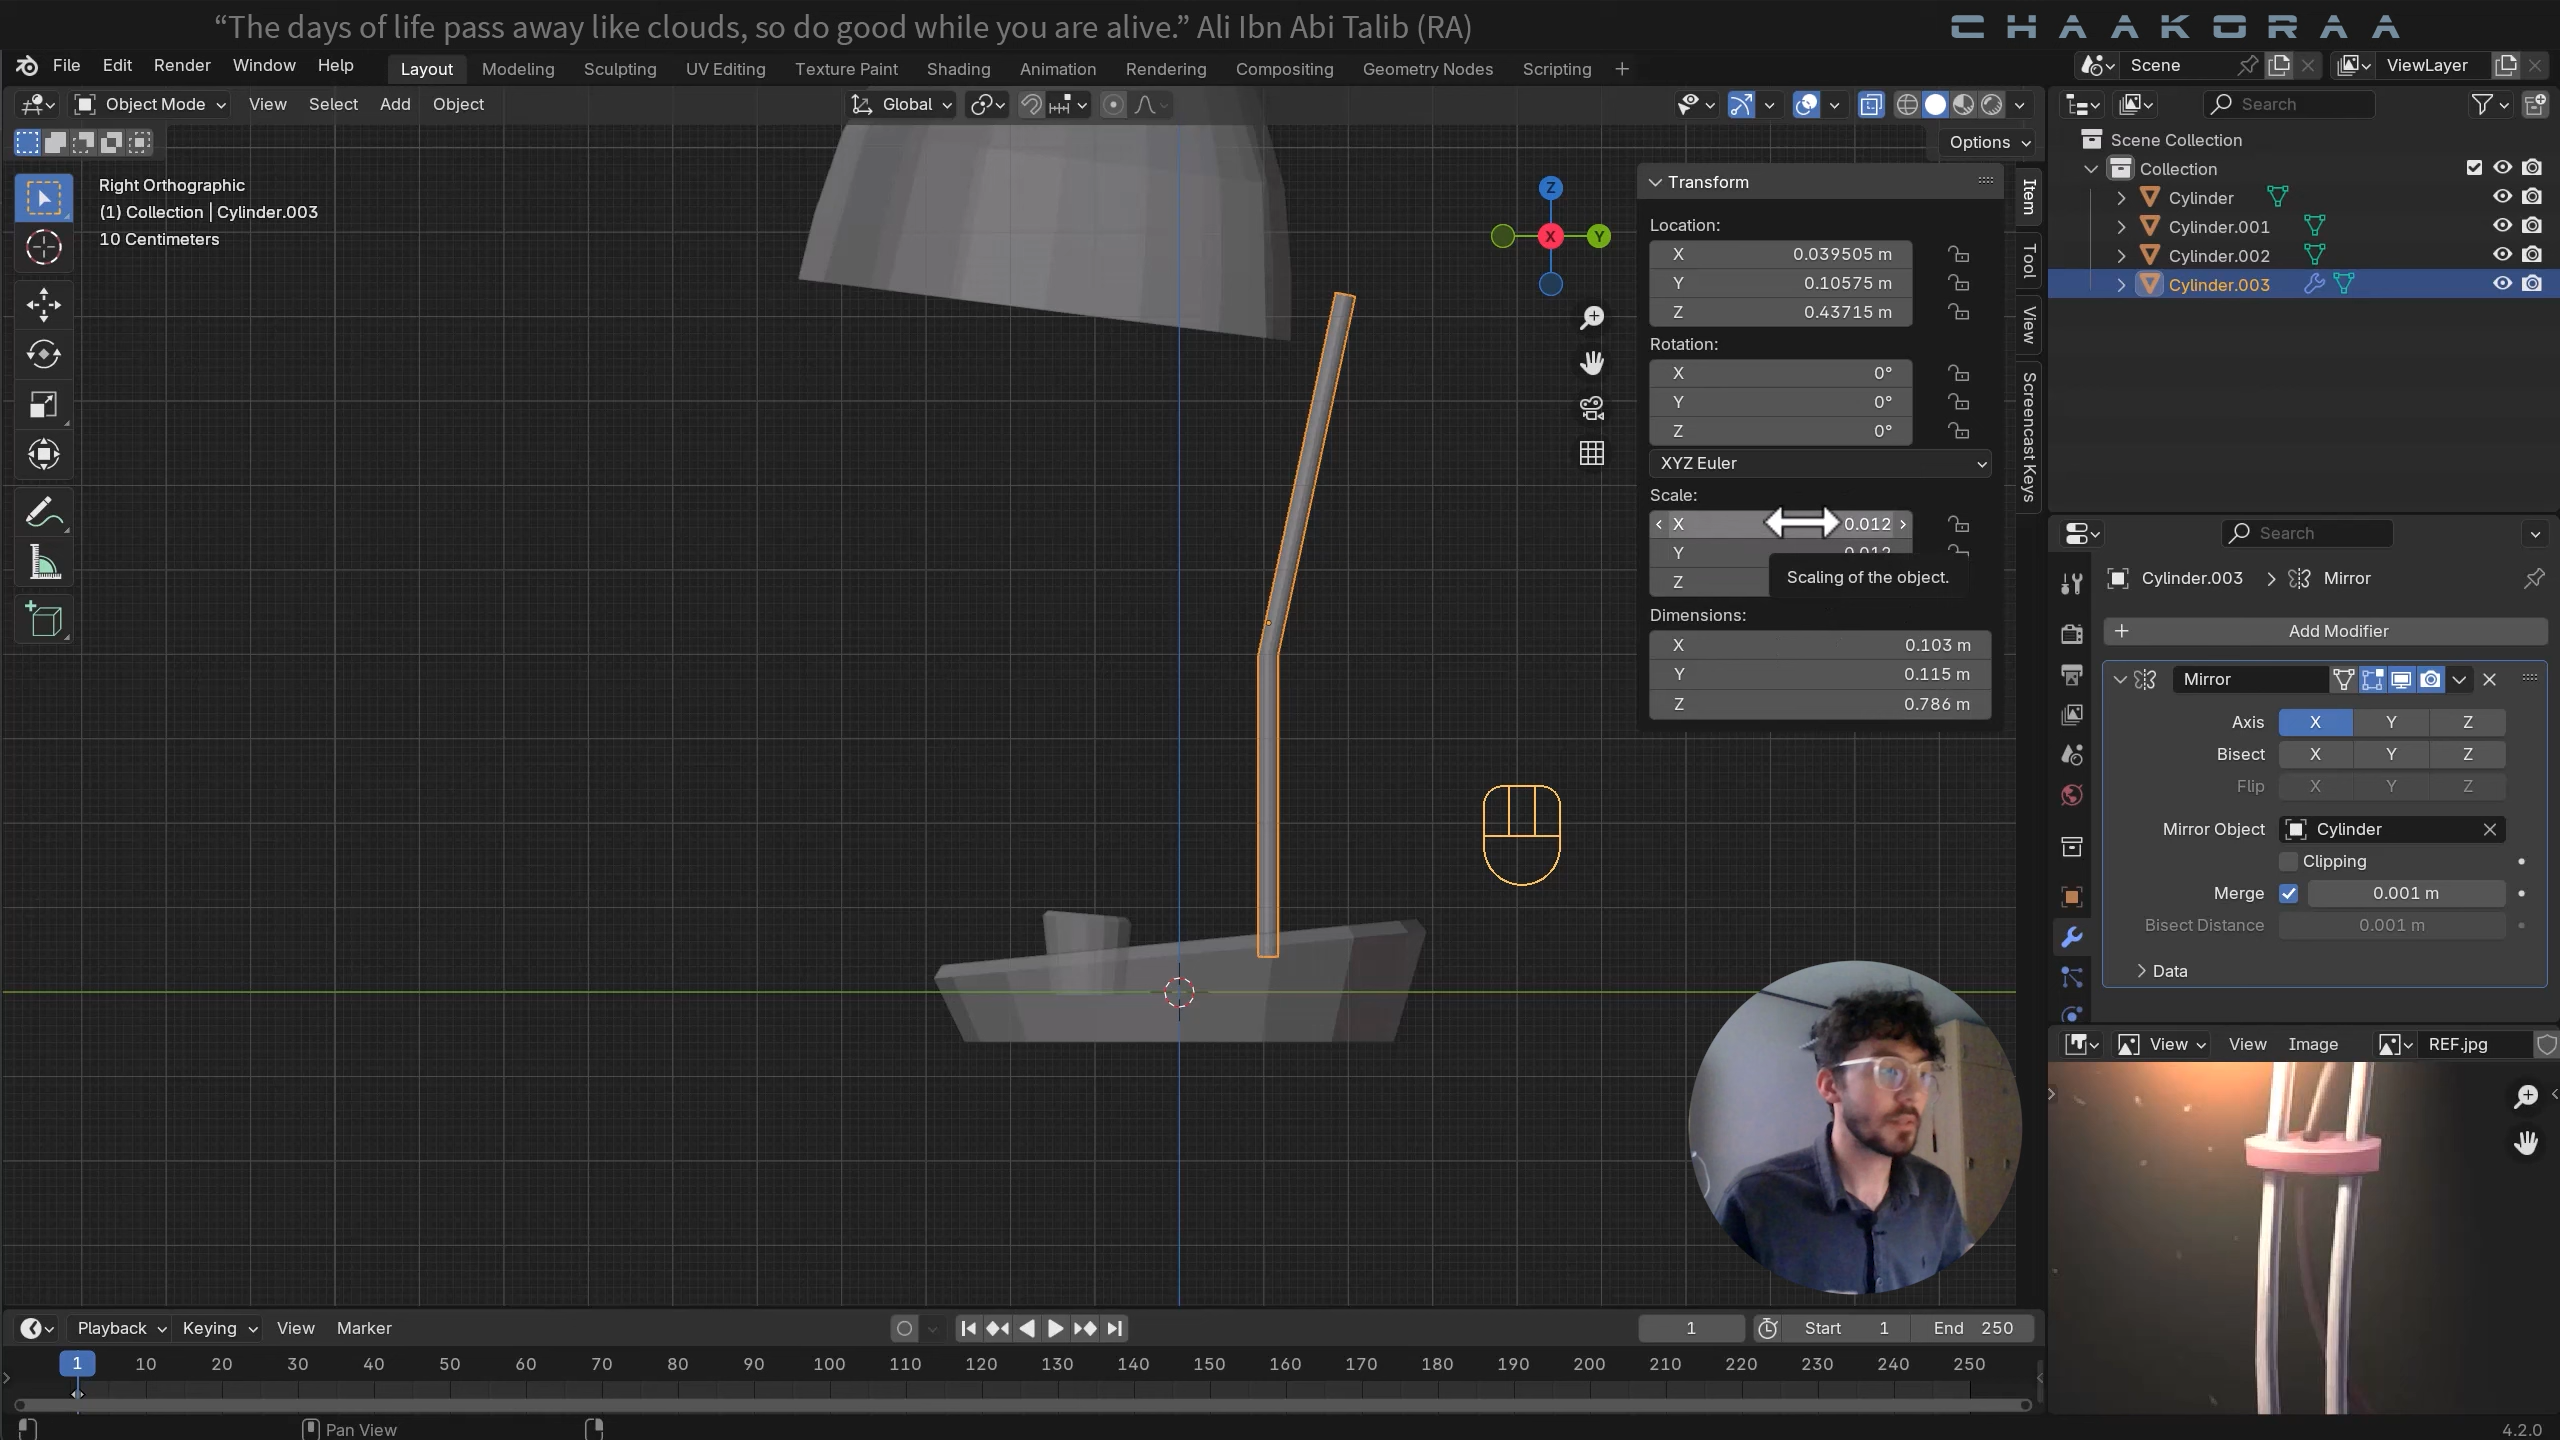 “The days of life pass away like clouds, so do good while you are alive.” Ali Ibn Abi Talib (RA)
CHAAKORAA
File Edit Render Window Help
Layout Modeling Sculpting UV Editing Texture Paint Shading Animation Rendering Compositing Geometry Nodes Scripting +
Scene
ViewLayer
Object Mode View Select Add Object
Global
Search
Options
Right Orthographic
(1) Collection | Cylinder.003
10 Centimeters
Z
X
Y
Transform
Location:
X 0.039505 m
Y 0.10575 m
Z 0.43715 m
Rotation:
X 0°
Y 0°
Z 0°
XYZ Euler
Scale:
X 0.012
Y 0.012
Z
Scaling of the object.
Dimensions:
X 0.103 m
Y 0.115 m
Z 0.786 m
Item
Tool
View
Screencast Keys
Scene Collection
Collection
Cylinder
Cylinder.001
Cylinder.002
Cylinder.003
Search
Cylinder.003 > Mirror
+ Add Modifier
Mirror
Axis X Y Z
Bisect X Y Z
Flip X Y Z
Mirror Object Cylinder
Clipping
Merge 0.001 m
Bisect Distance 0.001 m
Data
View View Image REF.jpg
Playback Keying View Marker
1
Start 1
End 250
1 10 20 30 40 50 60 70 80 90 100 110 120 130 140 150 160 170 180 190 200 210 220 230 240 250
Pan View
4.2.0